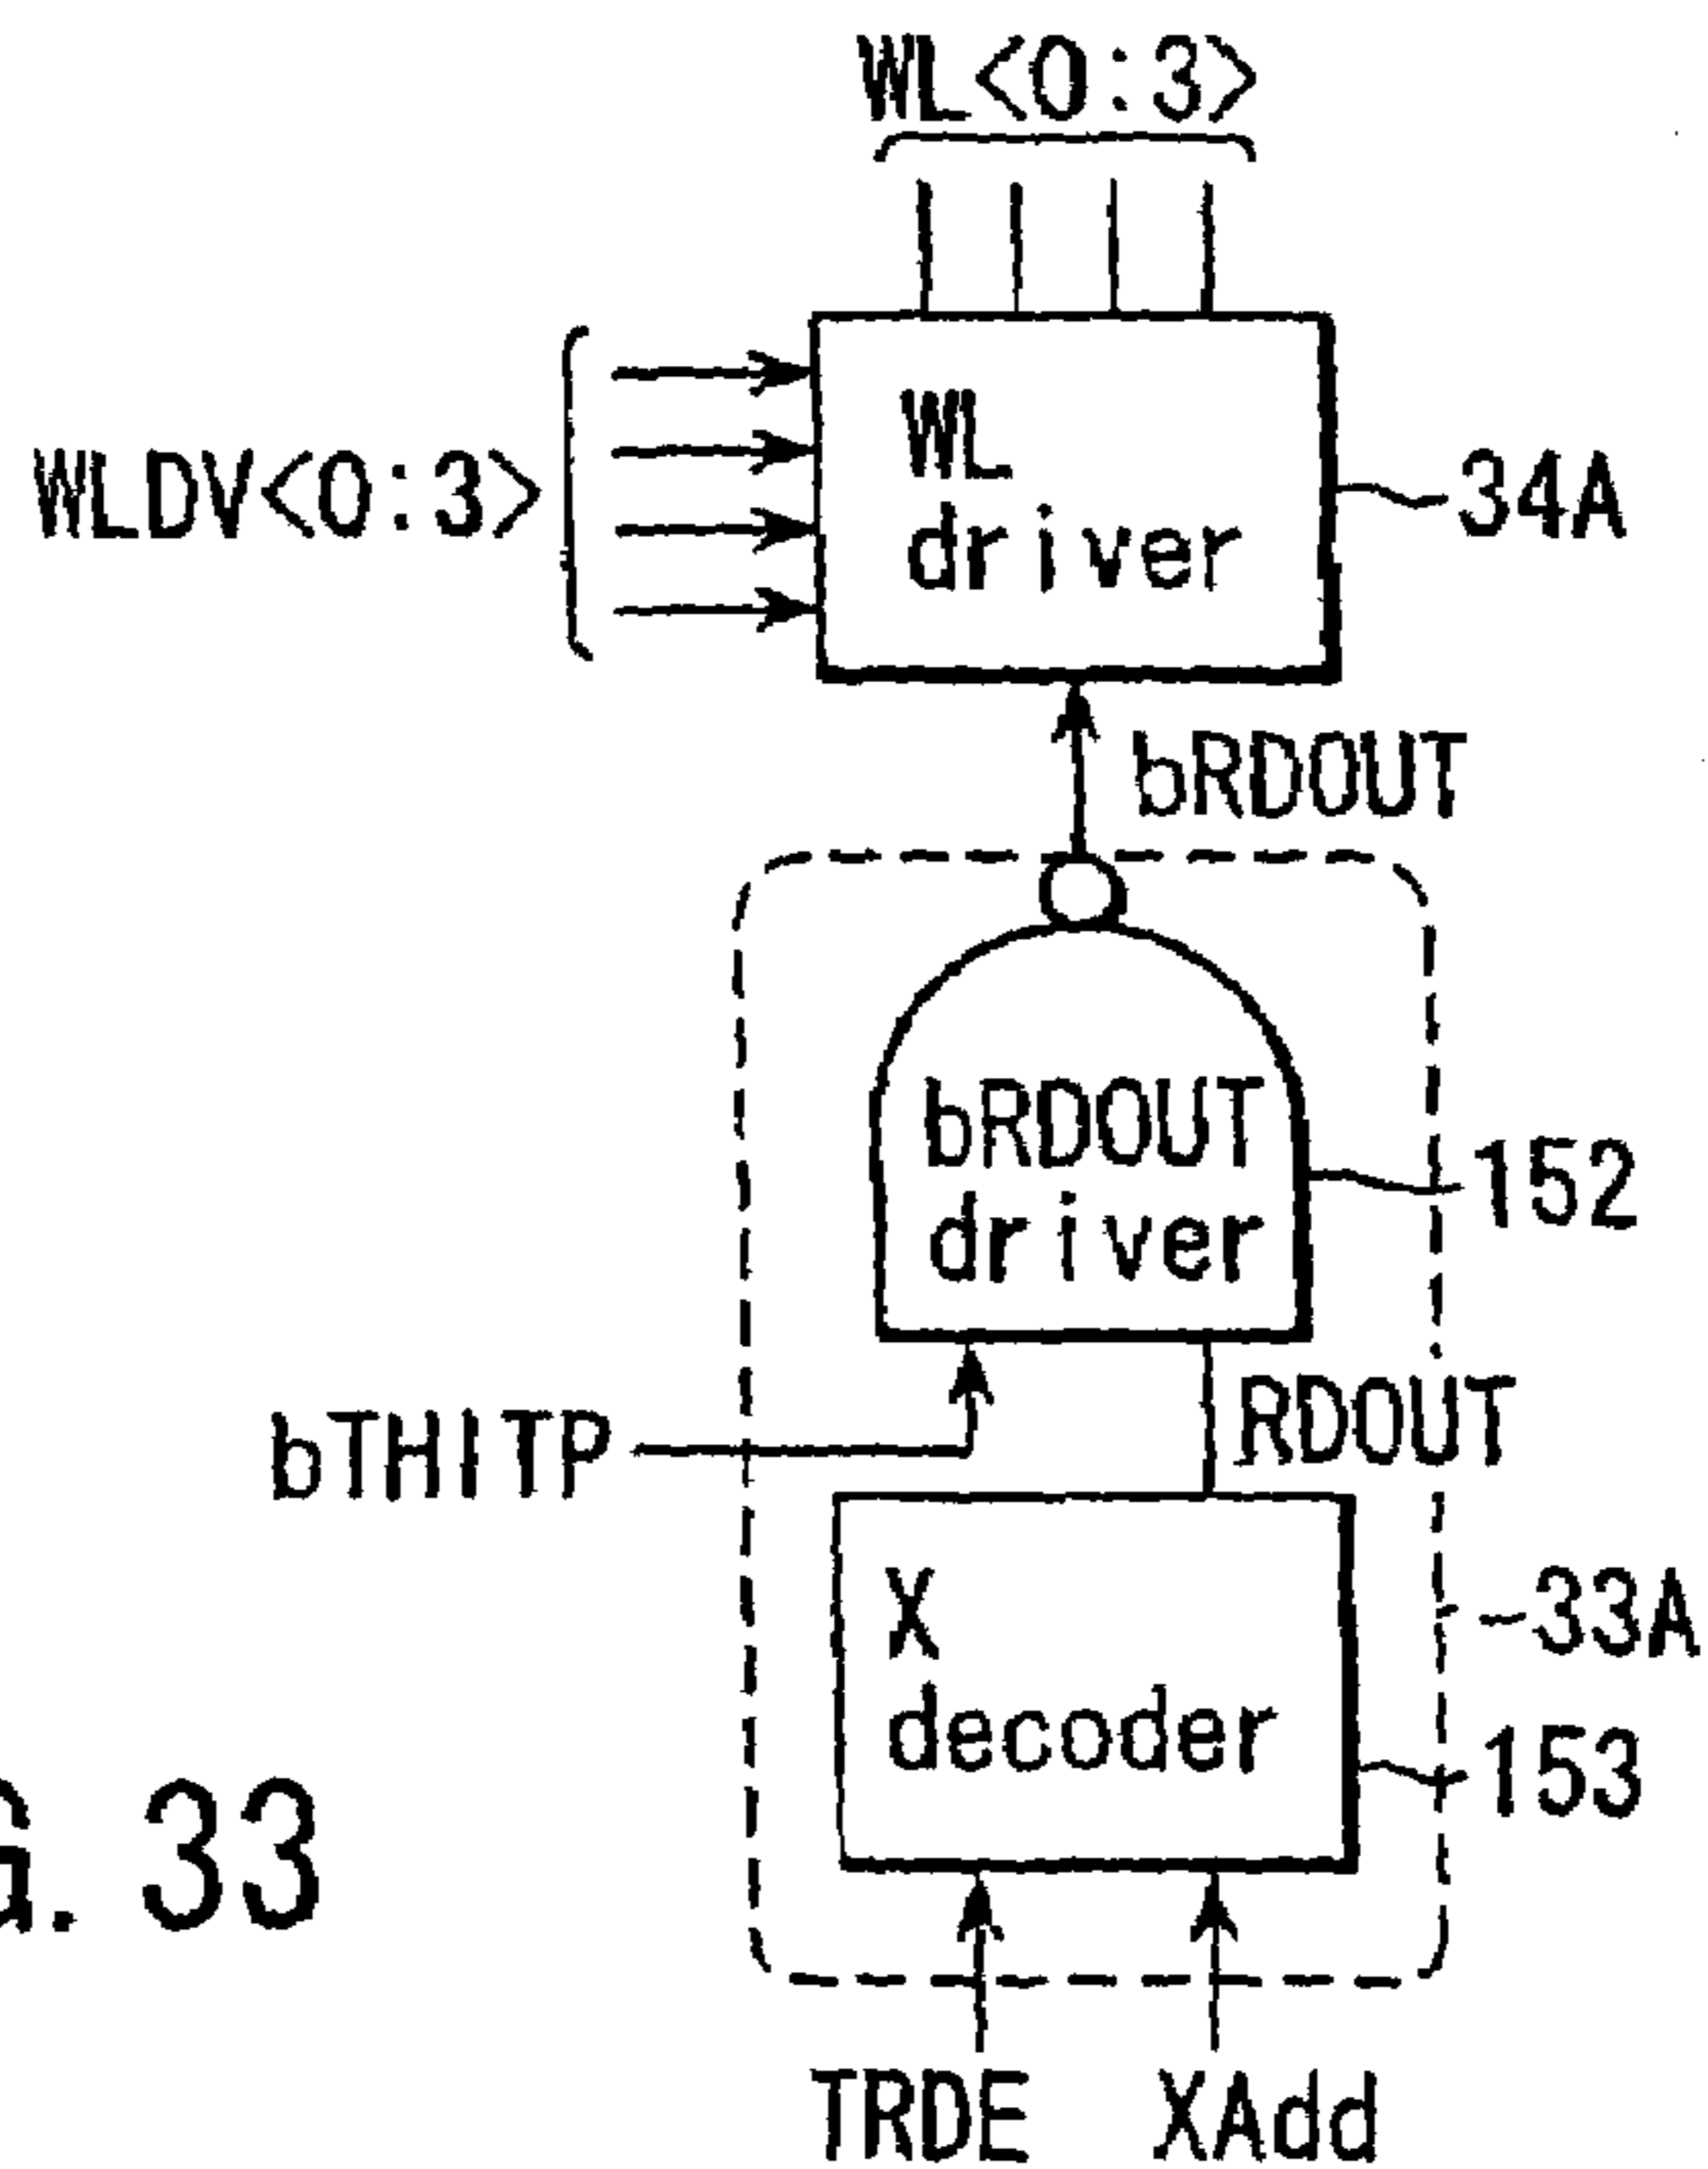 WL<0:3>
WLDV<0:3>
WL
driver
34A
bRDOUT
bRDOUT
driver
152
bTHITP
RDOUT
X
decoder
33A
153
G. 33
TRDE XAdd